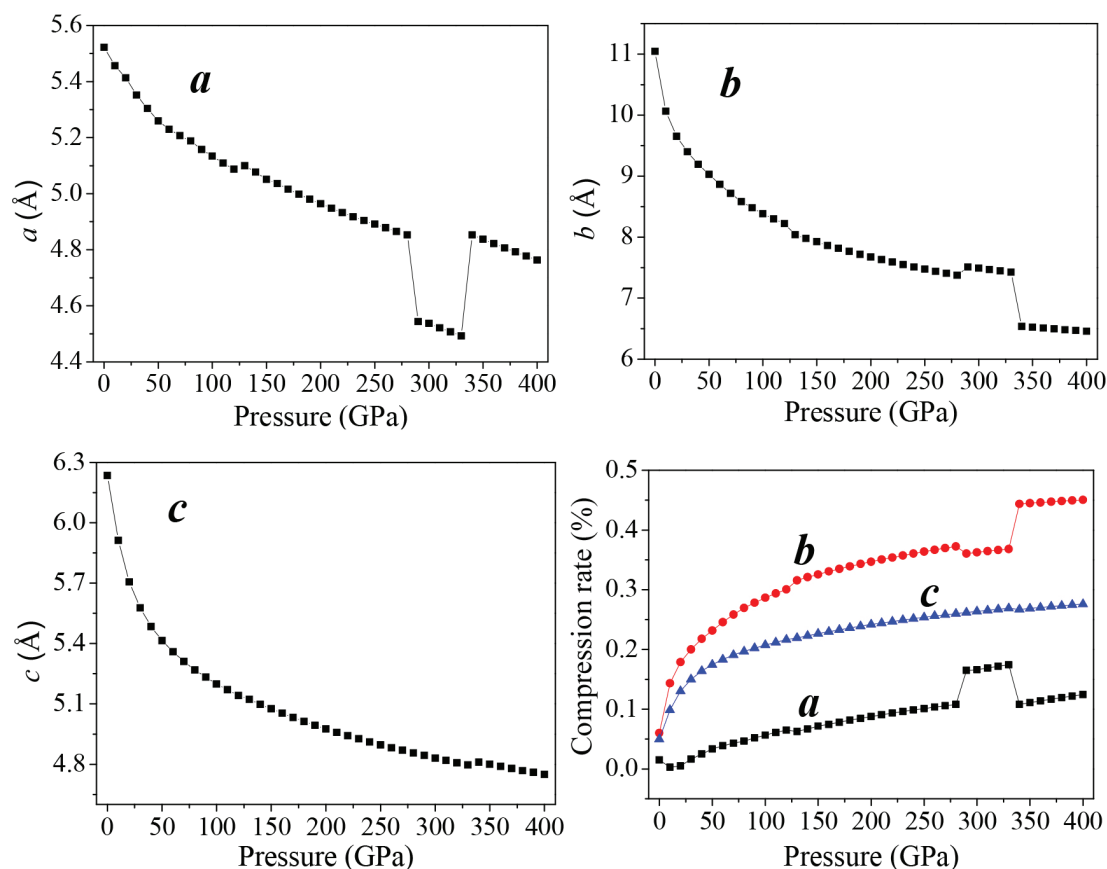 5.6
5.4
5.2
5.0
4.8
4.6
4.4
a (Å)
a
0 50 100 150 200 250 300 350 400
Pressure (GPa)
11
10
9
8
7
6
b (Å)
b
0 50 100 150 200 250 300 350 400
Pressure (GPa)
6.3
6.0
5.7
5.4
5.1
4.8
c (Å)
c
0 50 100 150 200 250 300 350 400
Pressure (GPa)
0.5
0.4
0.3
0.2
0.1
0.0
Compression rate (%)
b
c
a
0 50 100 150 200 250 300 350 400
Pressure (GPa)